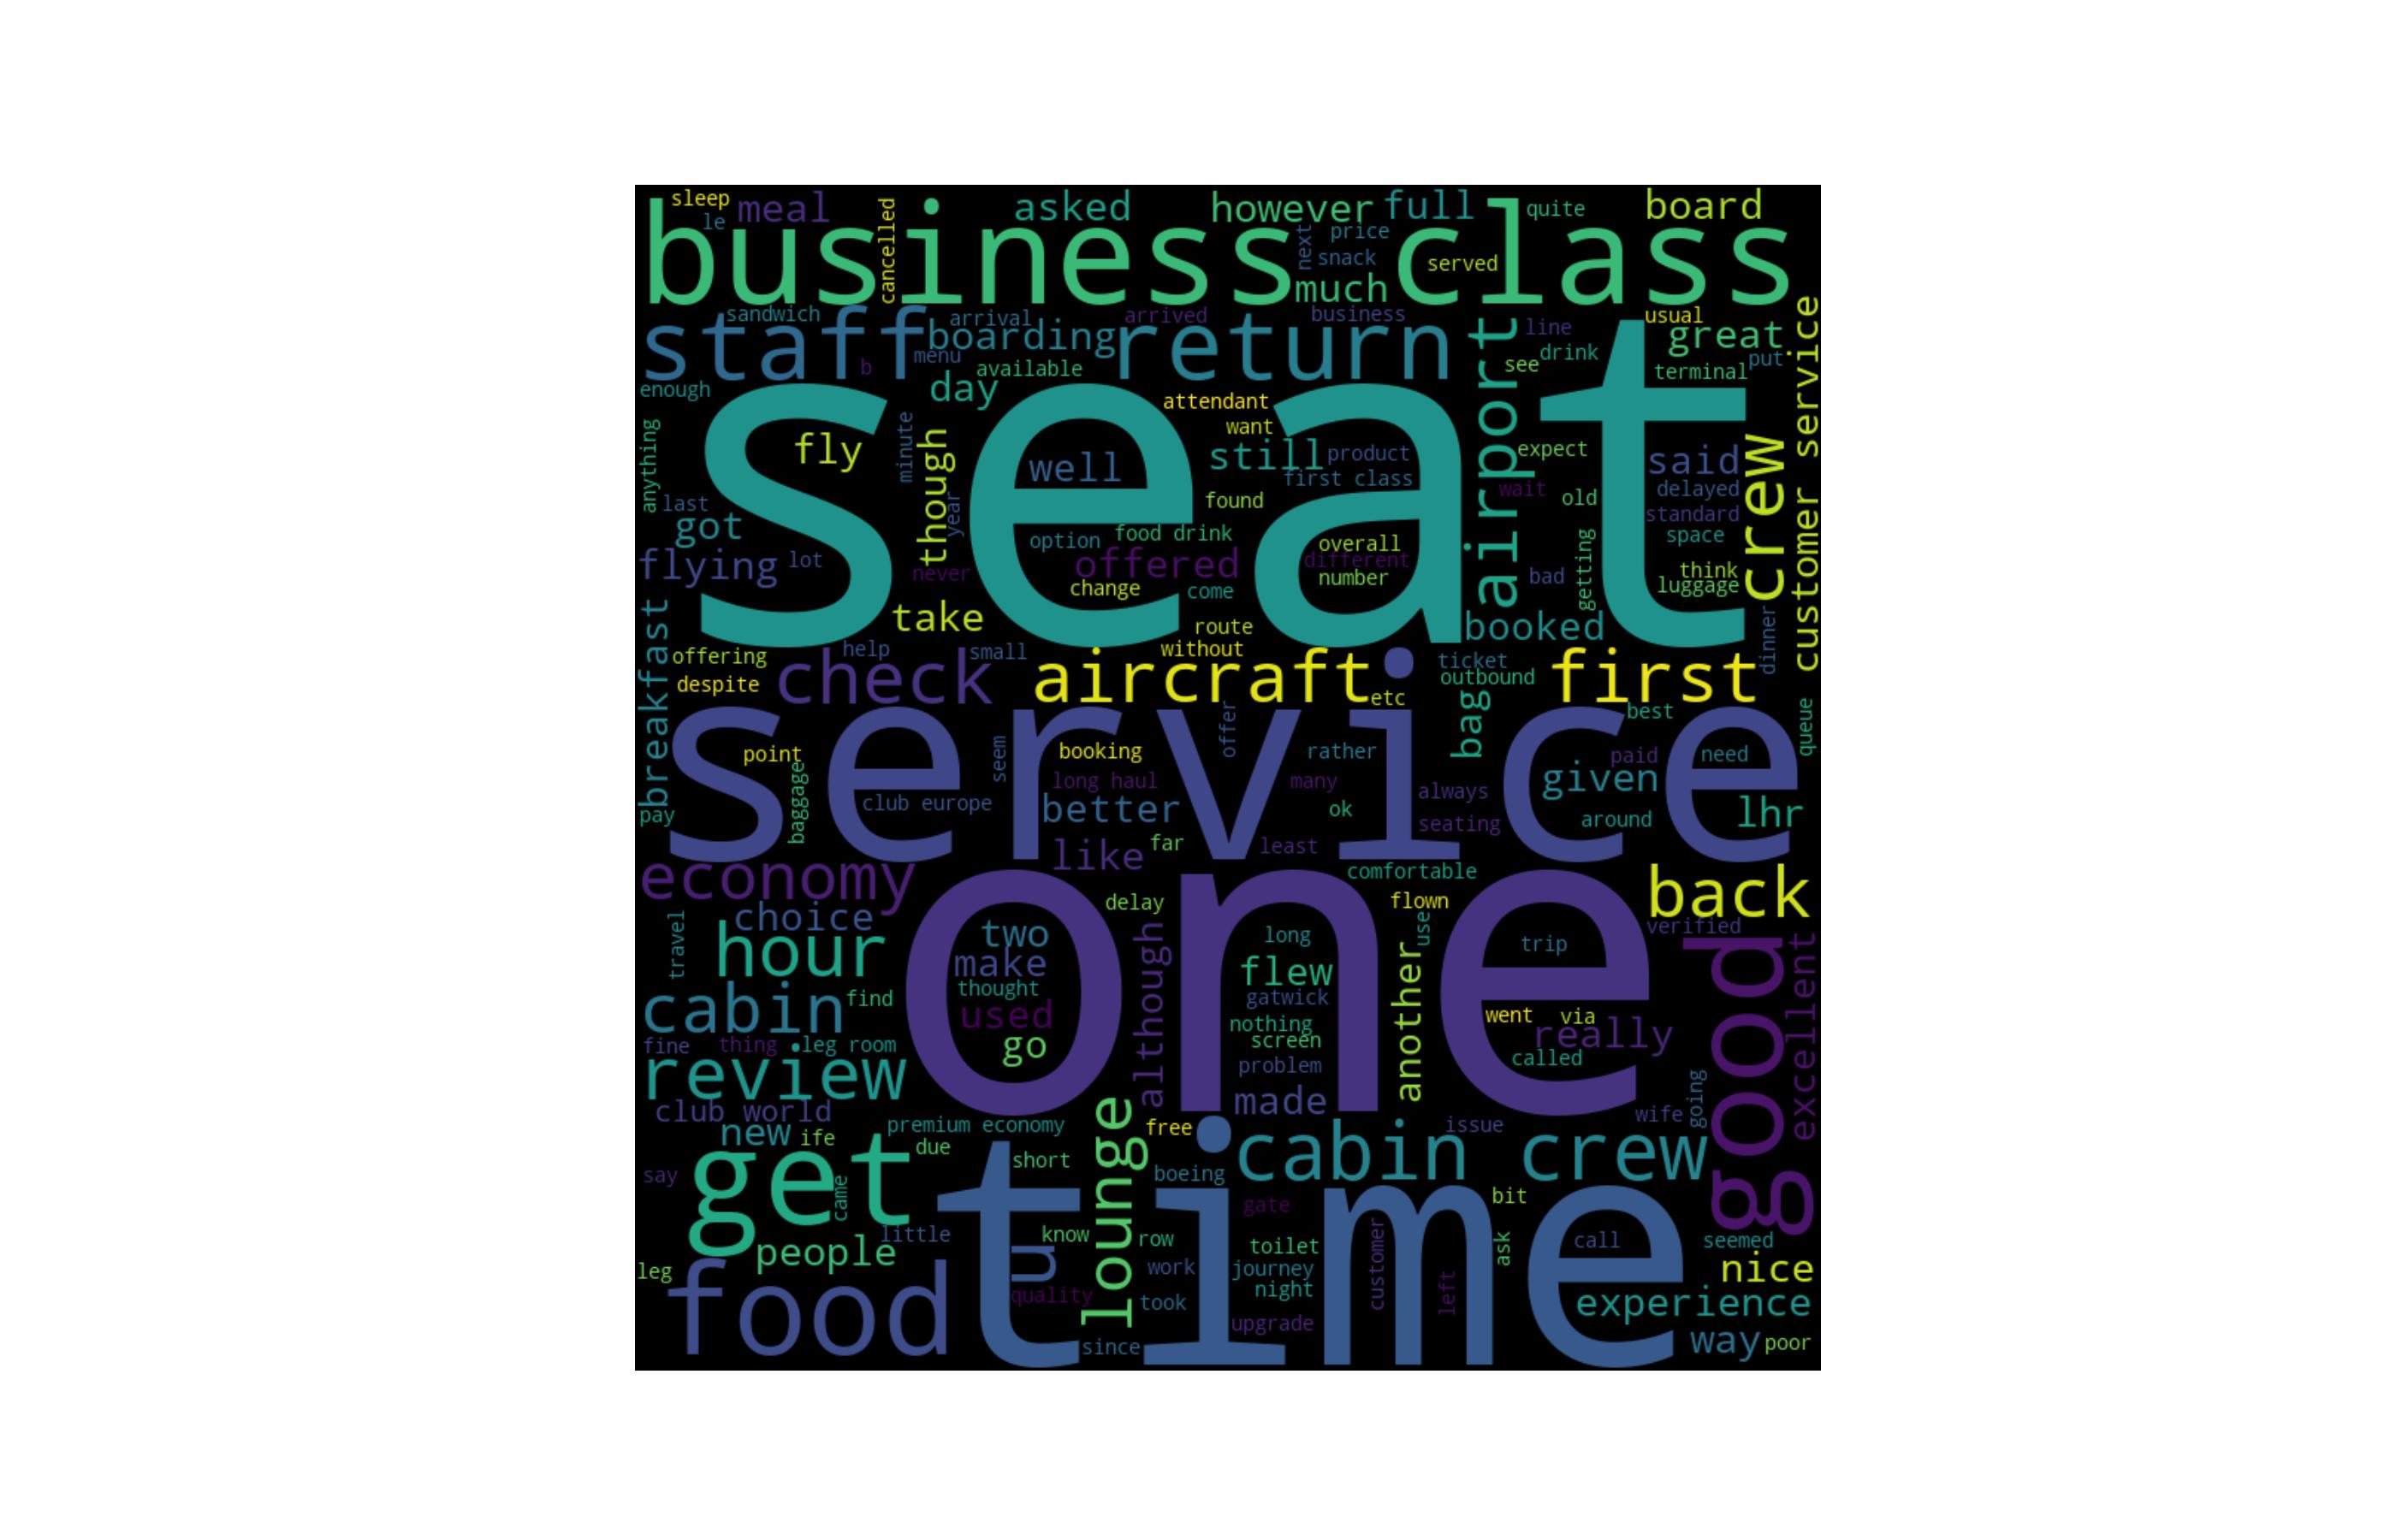 sleep
le
meal
cancelled
asked
however
full
quite
board
business class
next
price
snack
served
much
sandwich
staff
arrival
boarding
menu
b
arrived
business
return
airport
line
usual
great
see
drink
put
terminal
customer service
enough
day
available
attendant
want
seat
anything
fly
minute
though
year
well
still
product
first class
expect
said
crew
last
got
found
wait
old
delayed
standard
space
flying
lot
never
option
food drink
offered
change
come
overall
different
number
bad
getting
think
luggage
breakfast
take
route
booked
dinner
offering
despite
help
check
small
without
aircraft
etc
ticket
outbound
first
bag
best
queue
service
point
baggage
seem
booking
offer
rather
paid
need
long haul
many
given
club europe
better
always
ok
seating
around
lhr
pay
like
far
least
economy
comfortable
back
choice
delay
flown
verified
travel
hour
two
make
thought
used
go
one
although
long
flew
gatwick
nothing
screen
problem
made
use
another
trip
went
via
really
called
good
excellent
cabin
find
fine
thing
leg room
review
club world
going
wife
new
ife
premium economy
free
issue
cabin crew
due
say
get
came
short
lounge
boeing
gate
bit
little
people
know
u
row
toilet
customer
ask
call
seemed
leg
work
journey
night
left
nice
quality
took
experience
food
time
upgrade
since
way
poor